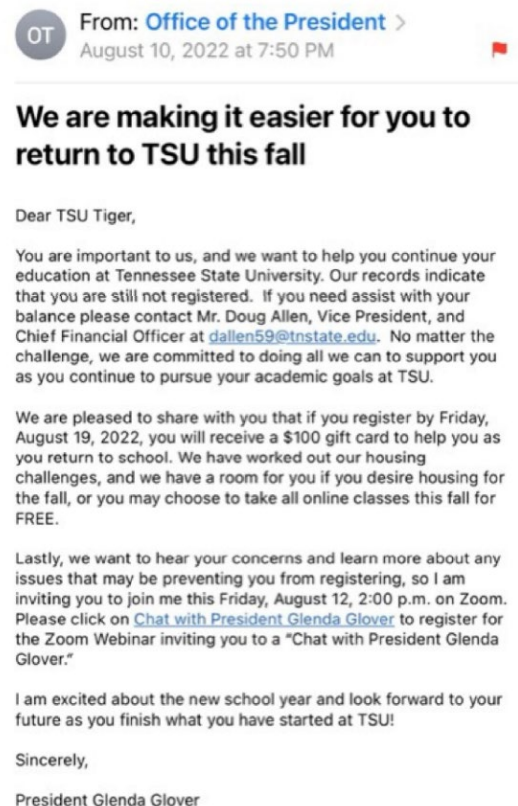 OT
From: Office of the President >
August 10, 2022 at 7:50 PM
We are making it easier for you to
return to TSU this fall
Dear TSU Tiger,
You are important to us, and we want to help you continue your
education at Tennessee State University. Our records indicate
that you are still not registered. If you need assist with your
balance please contact Mr. Doug Allen, Vice President, and
Chief Financial Officer at dallen59@tnstate.edu. No matter the
challenge, we are committed to doing all we can to support you
as you continue to pursue your academic goals at TSU.
We are pleased to share with you that if you register by Friday,
August 19, 2022, you will receive a $100 gift card to help you as
you return to school. We have worked out our housing
challenges, and we have a room for you if you desire housing for
the fall, or you may choose to take all online classes this fall for
FREE.
Lastly, we want to hear your concerns and learn more about any
issues that may be preventing you from registering, so I am
inviting you to join me this Friday, August 12, 2:00 p.m. on Zoom.
Please click on Chat with President Glenda Glover to register for
the Zoom Webinar inviting you to a “Chat with President Glenda
Glover.”
I am excited about the new school year and look forward to your
future as you finish what you have started at TSU!
Sincerely,
President Glenda Glover